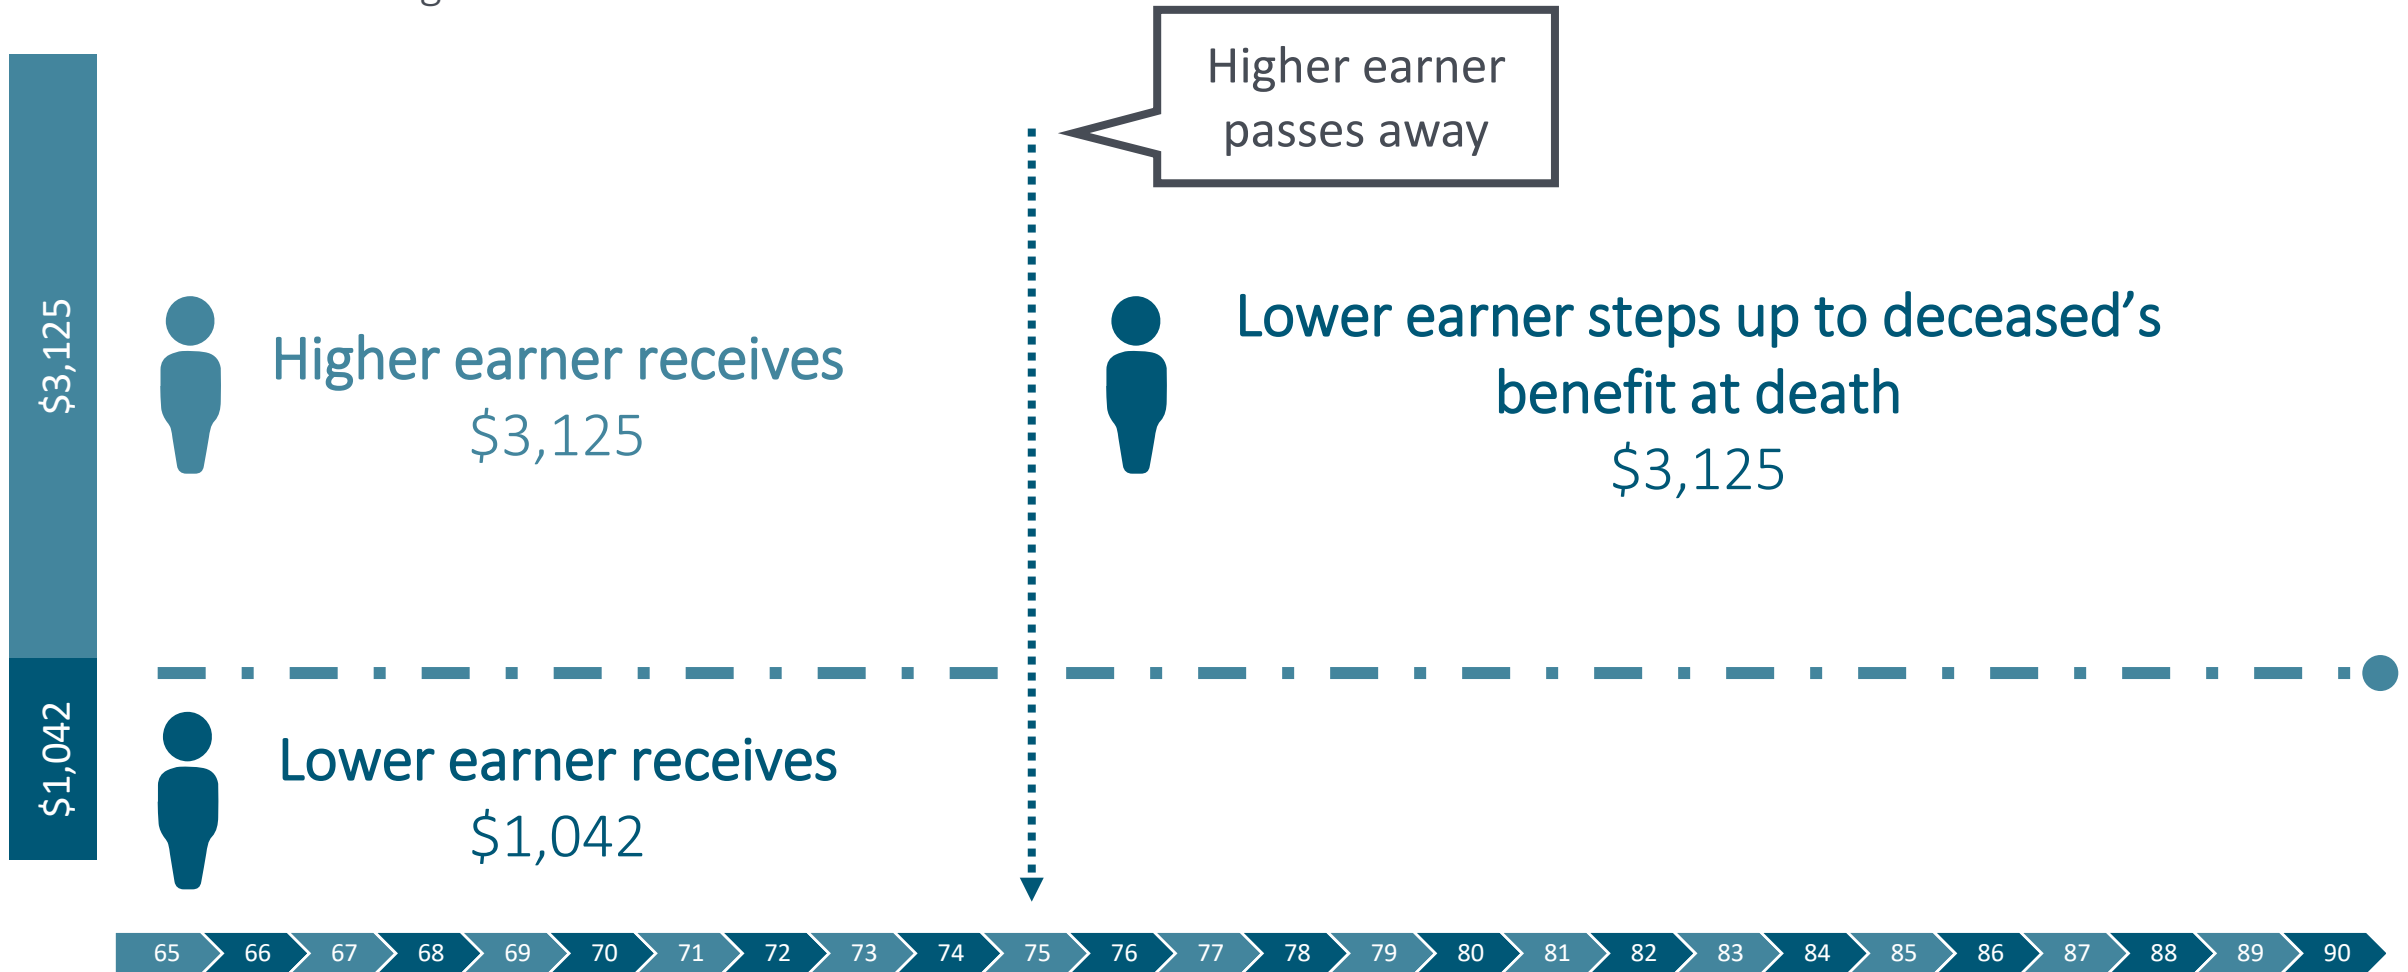 Higher earner
passes away
$3,125
Higher earner receives
$3,125
Lower earner steps up to deceased’s
benefit at death
$3,125
$1,042
Lower earner receives
$1,042
65 66 67 68 69 70 71 72 73 74 75 76 77 78 79 80 81 82 83 84 85 86 87 88 89 90